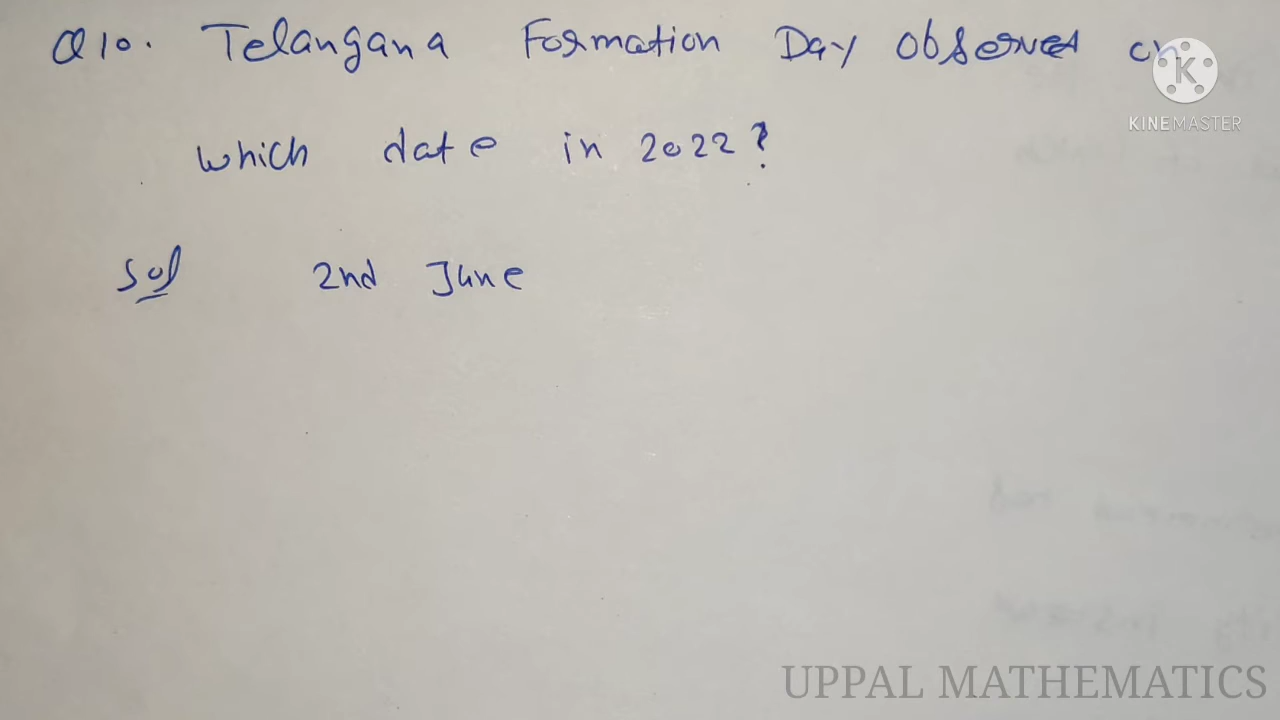 Q10. Telangana Formation Day Observed on
which date in 2022?
Sol 2nd June
K
KINEMASTER
UPPAL MATHEMATICS